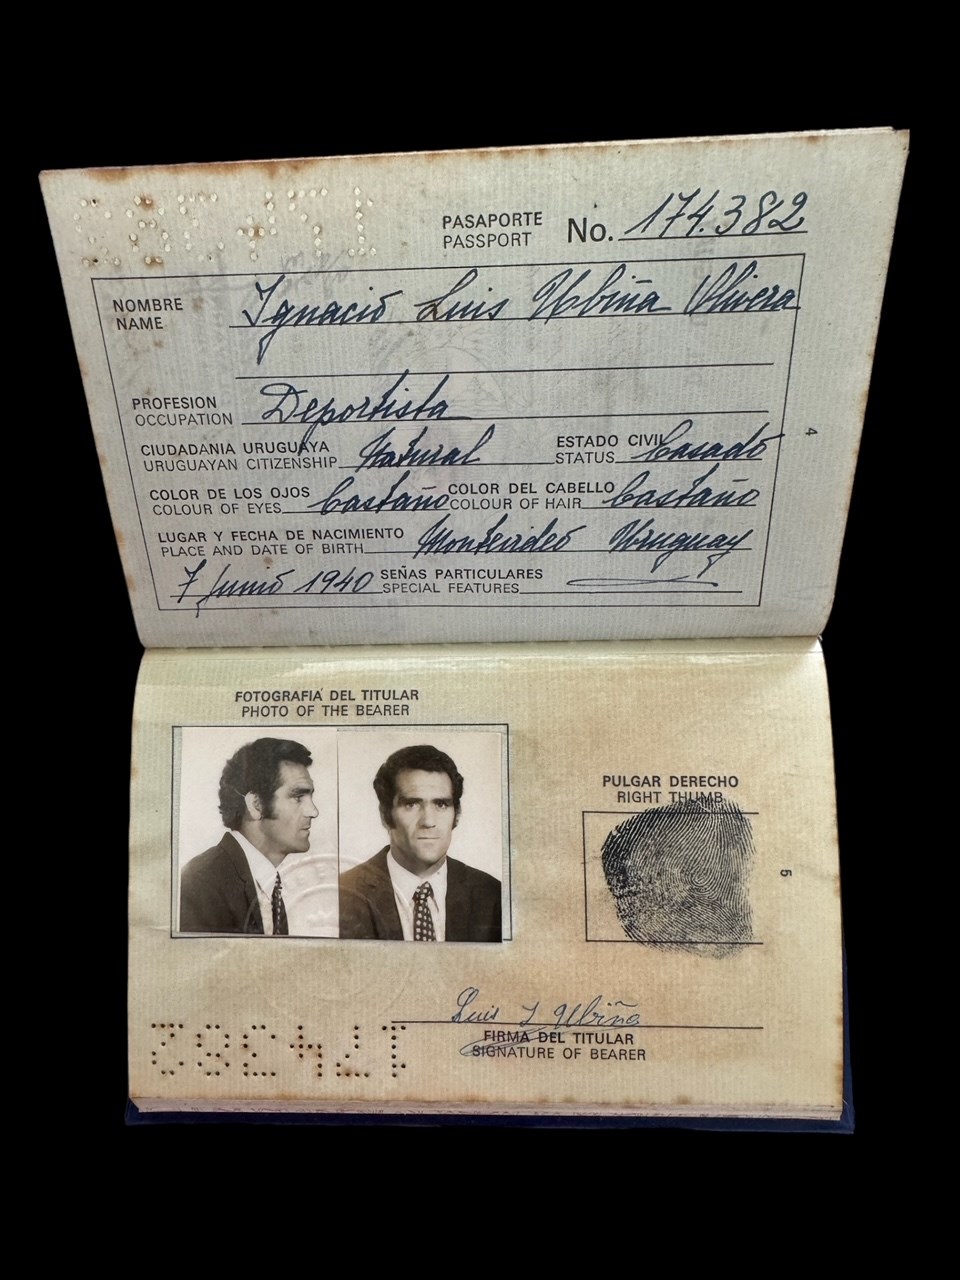 PASAPORTE
PASSPORT No. 174.382
NOMBRE
NAME Ignacio Luis Ubiña Olivera
PROFESION
OCCUPATION Deportista
CIUDADANIA URUGUAYA
URUGUAYAN CITIZENSHIP Natural
ESTADO CIVIL
STATUS Casado
COLOR DE LOS OJOS
COLOUR OF EYES Castaño
COLOR DEL CABELLO
COLOUR OF HAIR Castaño
LUGAR Y FECHA DE NACIMIENTO
PLACE AND DATE OF BIRTH Montevideo Uruguay
7 Junio 1940
SEÑAS PARTICULARES
SPECIAL FEATURES
4
FOTOGRAFIA DEL TITULAR
PHOTO OF THE BEARER
PULGAR DERECHO
RIGHT THUMB
5
Luis I Ubiña
FIRMA DEL TITULAR
SIGNATURE OF BEARER
174382